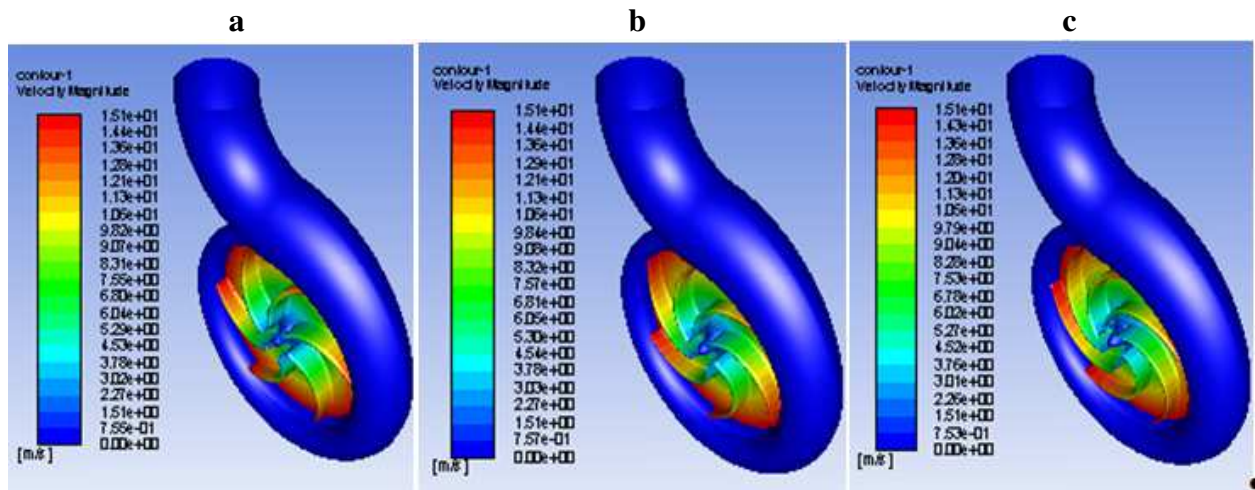 a
b
c
contour-1
Velocity Magnitude
1.51e+01
1.44e+01
1.36e+01
1.28e+01
1.21e+01
1.13e+01
1.06e+01
9.82e+00
9.07e+00
8.31e+00
7.55e+00
6.80e+00
6.04e+00
5.29e+00
4.53e+00
3.78e+00
3.02e+00
2.27e+00
1.51e+00
7.55e-01
0.00e+00
[m/s]
contour-1
Velocity Magnitude
1.51e+01
1.44e+01
1.36e+01
1.29e+01
1.21e+01
1.13e+01
1.06e+01
9.84e+00
9.08e+00
8.32e+00
7.57e+00
6.81e+00
6.05e+00
5.30e+00
4.54e+00
3.78e+00
3.03e+00
2.27e+00
1.51e+00
7.57e-01
0.00e+00
[m/s]
contour-1
Velocity Magnitude
1.51e+01
1.43e+01
1.36e+01
1.28e+01
1.20e+01
1.13e+01
1.05e+01
9.79e+00
9.04e+00
8.28e+00
7.53e+00
6.78e+00
6.02e+00
5.27e+00
4.52e+00
3.76e+00
3.01e+00
2.26e+00
1.51e+00
7.53e-01
0.00e+00
[m/s]